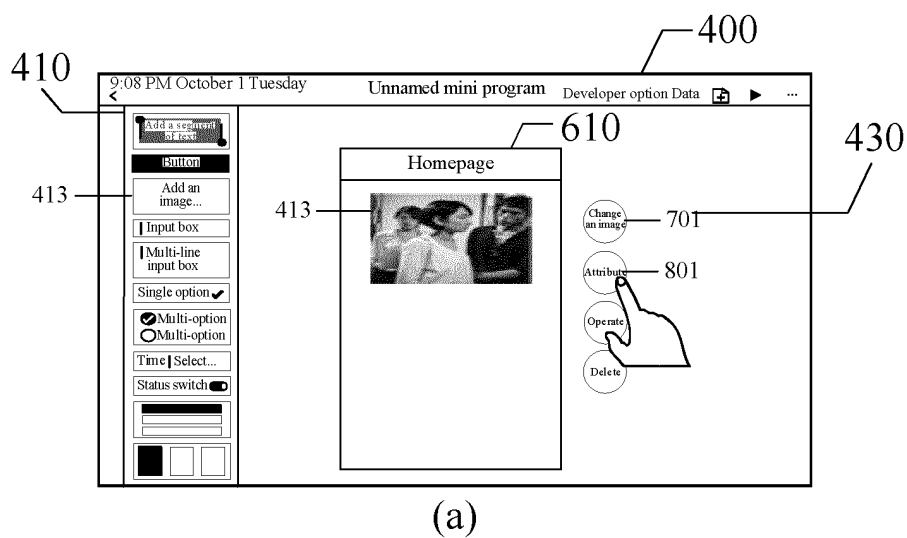 400
410
9:08 PM October 1 Tuesday
Unnamed mini program
Developer option Data
...
<
610
430
Add a segment
of text
Button
Homepage
413
Add an
image...
413
Change
an image
701
Input box
Multi-line
input box
Attribute
801
Single option
Multi-option
Multi-option
Operate
Time Select...
Status switch
Delete
(a)